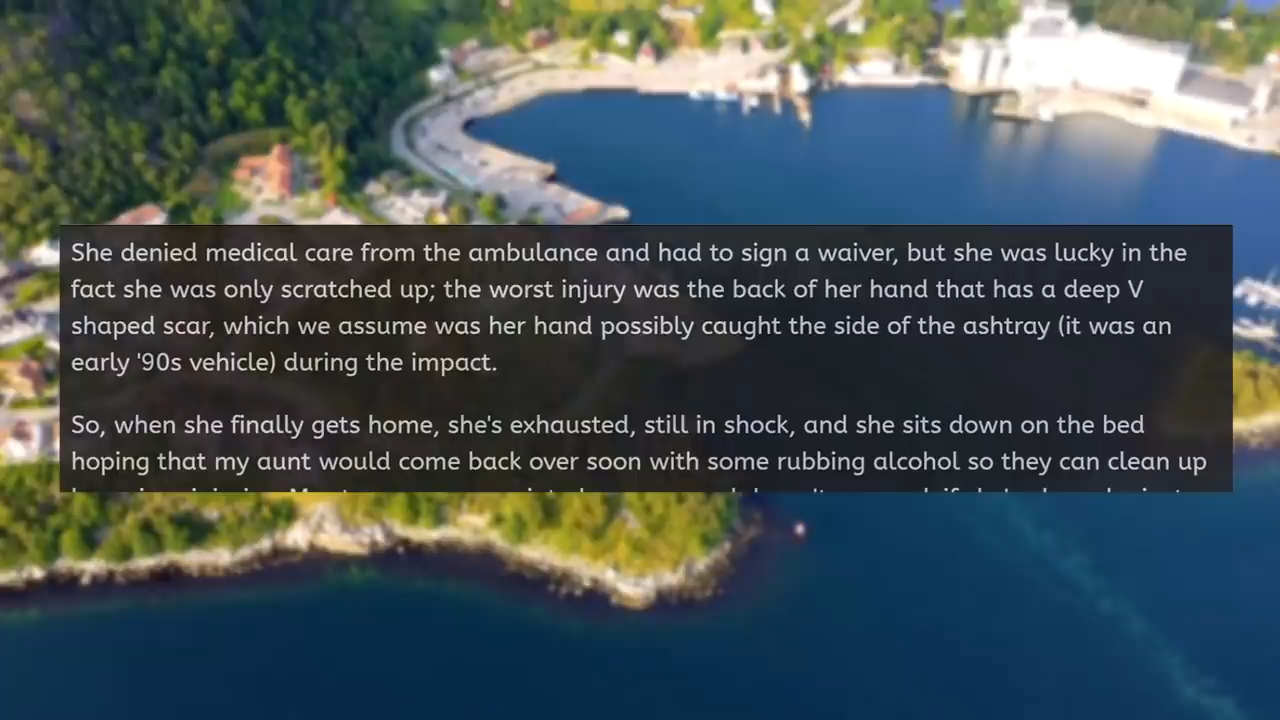 She denied medical care from the ambulance and had to sign a waiver, but she was lucky in the
fact she was only scratched up; the worst injury was the back of her hand that has a deep V
shaped scar, which we assume was her hand possibly caught the side of the ashtray (it was an
early '90s vehicle) during the impact.
So, when she finally gets home, she's exhausted, still in shock, and she sits down on the bed
hoping that my aunt would come back over soon with some rubbing alcohol so they can clean up